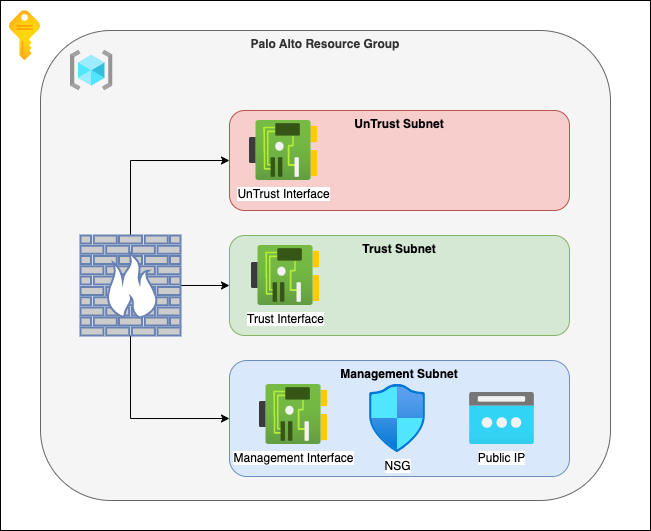 Palo Alto Resource Group
UnTrust Subnet
UnTrust Interface
Trust Subnet
Trust Interface
Management Subnet
Management Interface
NSG
Public IP